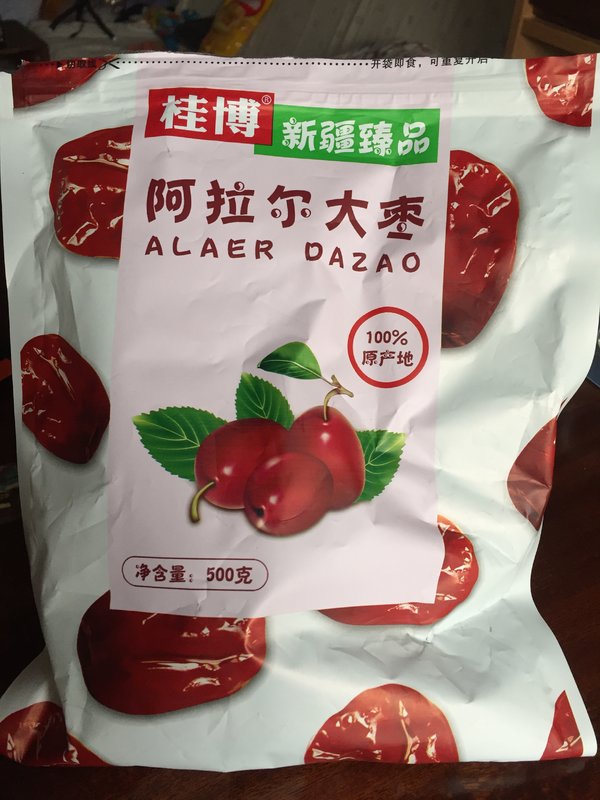 开袋即食，可重复开启
桂博®
新疆臻品
阿拉尔大枣
ALAER DAZAO
100%
原产地
净含量：500克